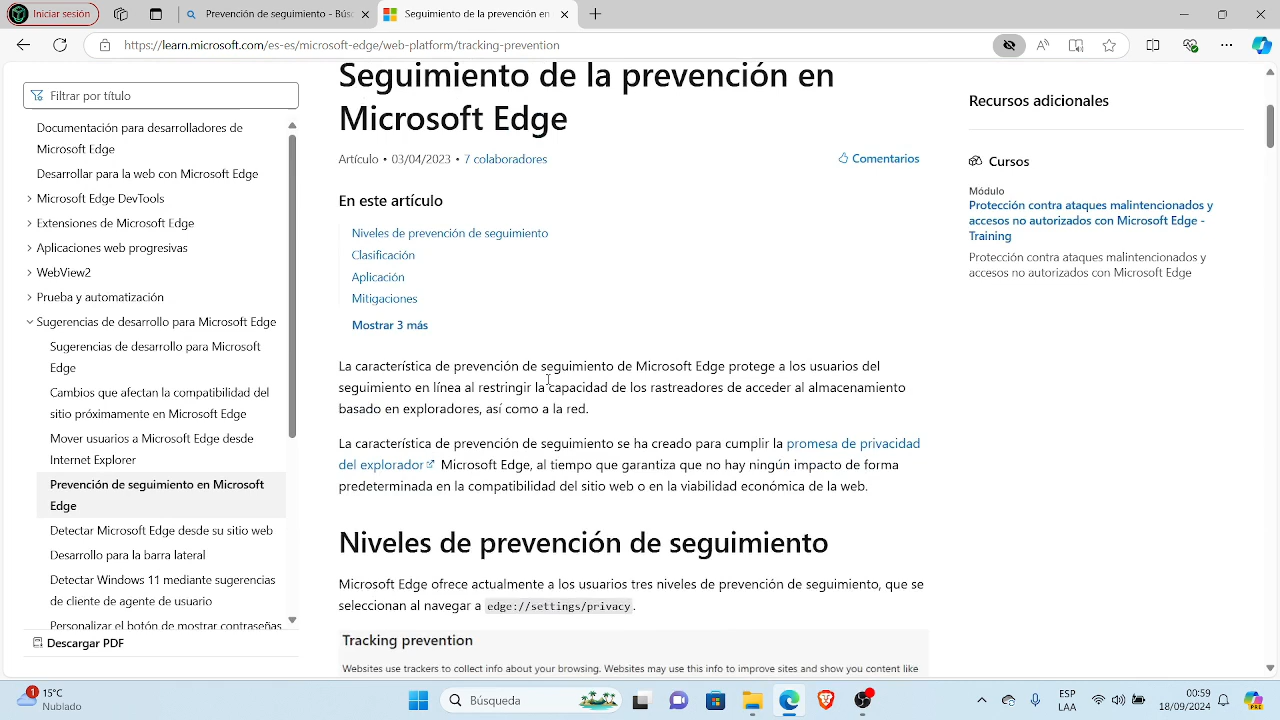 Iniciar sesión
Prevención de seguimiento - Bús
Seguimiento de la prevención en
https://learn.microsoft.com/es-es/microsoft-edge/web-platform/tracking-prevention
Filtrar por título
Documentación para desarrolladores de
Microsoft Edge
Desarrollar para la web con Microsoft Edge
Microsoft Edge DevTools
Extensiones de Microsoft Edge
Aplicaciones web progresivas
WebView2
Prueba y automatización
Sugerencias de desarrollo para Microsoft Edge
Sugerencias de desarrollo para Microsoft
Edge
Cambios que afectan la compatibilidad del
sitio próximamente en Microsoft Edge
Mover usuarios a Microsoft Edge desde
Internet Explorer
Prevención de seguimiento en Microsoft
Edge
Detectar Microsoft Edge desde su sitio web
Desarrollo para la barra lateral
Detectar Windows 11 mediante sugerencias
de cliente de agente de usuario
Personalizar el botón de mostrar contraseñas
Descargar PDF
Seguimiento de la prevención en
Microsoft Edge
Artículo • 03/04/2023 • 7 colaboradores
Comentarios
En este artículo
Niveles de prevención de seguimiento
Clasificación
Aplicación
Mitigaciones
Mostrar 3 más
La característica de prevención de seguimiento de Microsoft Edge protege a los usuarios del
seguimiento en línea al restringir la capacidad de los rastreadores de acceder al almacenamiento
basado en exploradores, así como a la red.
La característica de prevención de seguimiento se ha creado para cumplir la promesa de privacidad
del explorador Microsoft Edge, al tiempo que garantiza que no hay ningún impacto de forma
predeterminada en la compatibilidad del sitio web o en la viabilidad económica de la web.
Niveles de prevención de seguimiento
Microsoft Edge ofrece actualmente a los usuarios tres niveles de prevención de seguimiento, que se
seleccionan al navegar a edge://settings/privacy.
Tracking prevention
Websites use trackers to collect info about your browsing. Websites may use this info to improve sites and show you content like
Recursos adicionales
Cursos
Módulo
Protección contra ataques malintencionados y
accesos no autorizados con Microsoft Edge -
Training
Protección contra ataques malintencionados y
accesos no autorizados con Microsoft Edge
1
15°C
Nublado
Búsqueda
ESP
LAA
00:59
18/09/2024
PRE